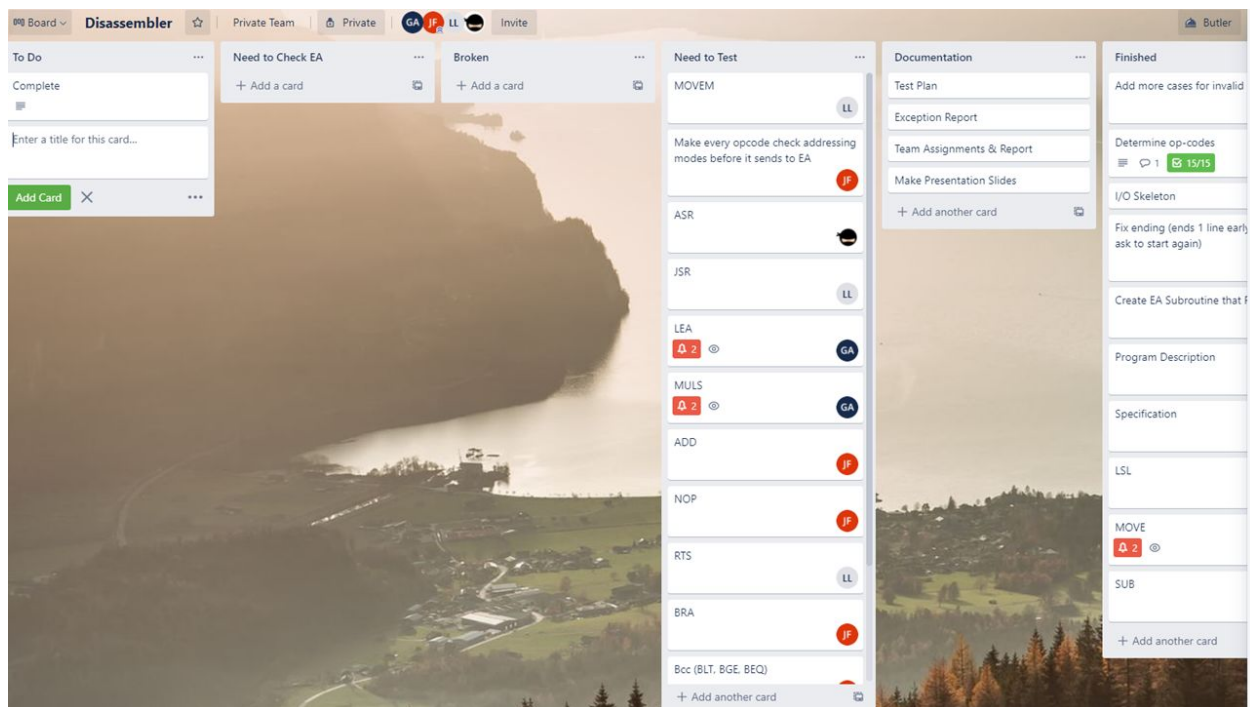 Board
Disassembler
Private Team
Private
GA
JF
LL
Invite
Butler
To Do
Complete
Enter a title for this card...
Add Card
Need to Check EA
+ Add a card
Broken
+ Add a card
Need to Test
MOVEM
LL
Make every opcode check addressing
modes before it sends to EA
JF
ASR
JSR
LL
LEA
2
GA
MULS
2
GA
ADD
JF
NOP
JF
RTS
LL
BRA
JF
Bcc (BLT, BGE, BEQ)
+ Add another card
Documentation
Test Plan
Exception Report
Team Assignments & Report
Make Presentation Slides
+ Add another card
Finished
Add more cases for invalid
Determine op-codes
1
15/15
I/O Skeleton
Fix ending (ends 1 line early
ask to start again)
Create EA Subroutine that
Program Description
Specification
LSL
MOVE
2
SUB
+ Add another card